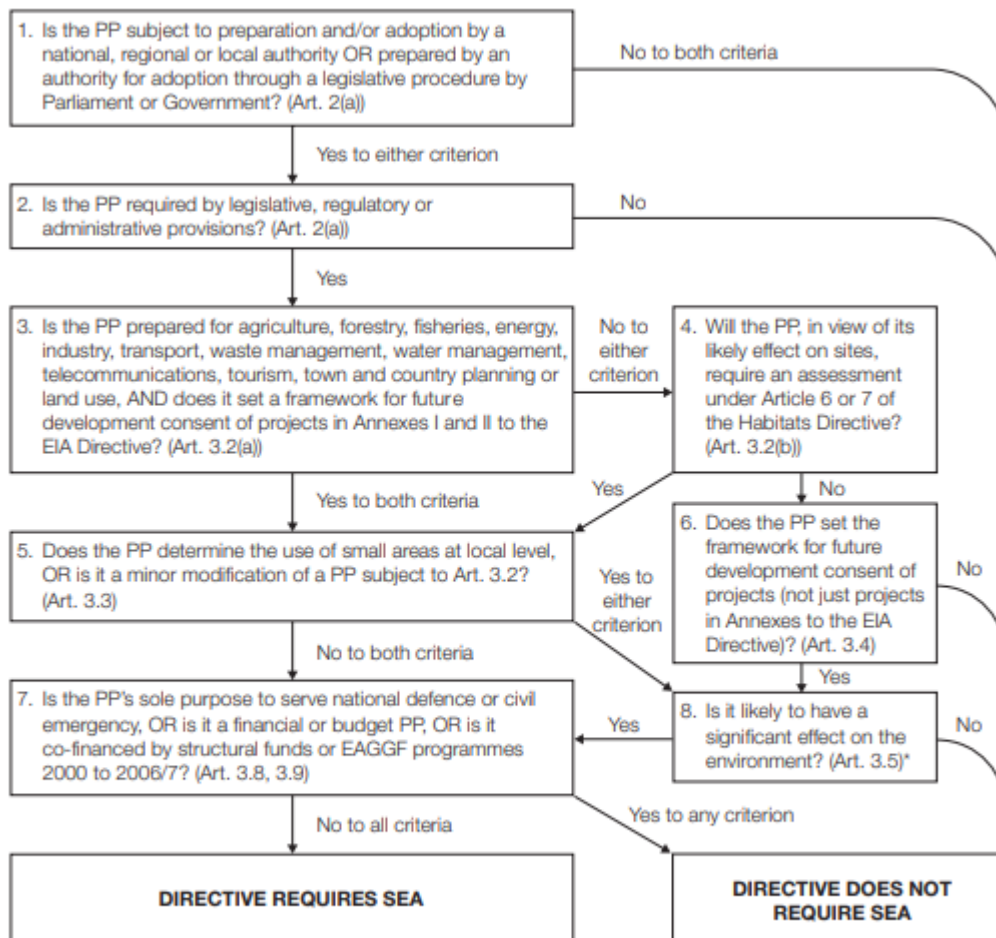 1. Is the PP subject to preparation and/or adoption by a
national, regional or local authority OR prepared by an
authority for adoption through a legislative procedure by
Parliament or Government? (Art. 2(a))
No to both criteria
Yes to either criterion
2. Is the PP required by legislative, regulatory or
administrative provisions? (Art. 2(a))
No
Yes
3. Is the PP prepared for agriculture, forestry, fisheries, energy,
industry, transport, waste management, water management,
telecommunications, tourism, town and country planning or
land use, AND does it set a framework for future
development consent of projects in Annexes I and II to the
EIA Directive? (Art. 3.2(a))
No to
either
criterion
4. Will the PP, in view of its
likely effect on sites,
require an assessment
under Article 6 or 7 of
the Habitats Directive?
(Art. 3.2(b))
Yes to both criteria
Yes
No
5. Does the PP determine the use of small areas at local level,
OR is it a minor modification of a PP subject to Art. 3.2?
(Art. 3.3)
Yes to
either
criterion
6. Does the PP set the
framework for future
development consent of
projects (not just projects
in Annexes to the EIA
Directive)? (Art. 3.4)
No
No to both criteria
Yes
7. Is the PP's sole purpose to serve national defence or civil
emergency, OR is it a financial or budget PP, OR is it
co-financed by structural funds or EAGGF programmes
2000 to 2006/7? (Art. 3.8, 3.9)
Yes
8. Is it likely to have a
significant effect on the
environment? (Art. 3.5)*
No
No to all criteria
Yes to any criterion
DIRECTIVE REQUIRES SEA
DIRECTIVE DOES NOT
REQUIRE SEA